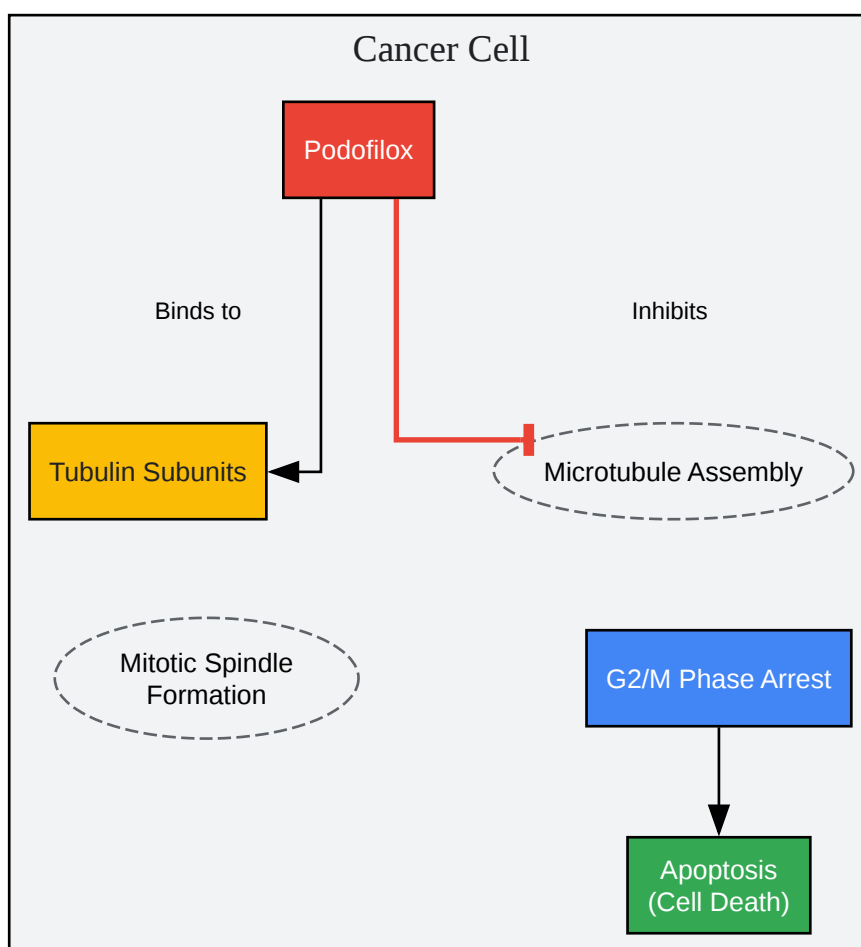 Cancer Cell
Podofilox
Binds to
Inhibits
Tubulin Subunits
Microtubule Assembly
Mitotic Spindle
Formation
G2/M Phase Arrest
Apoptosis
(Cell Death)